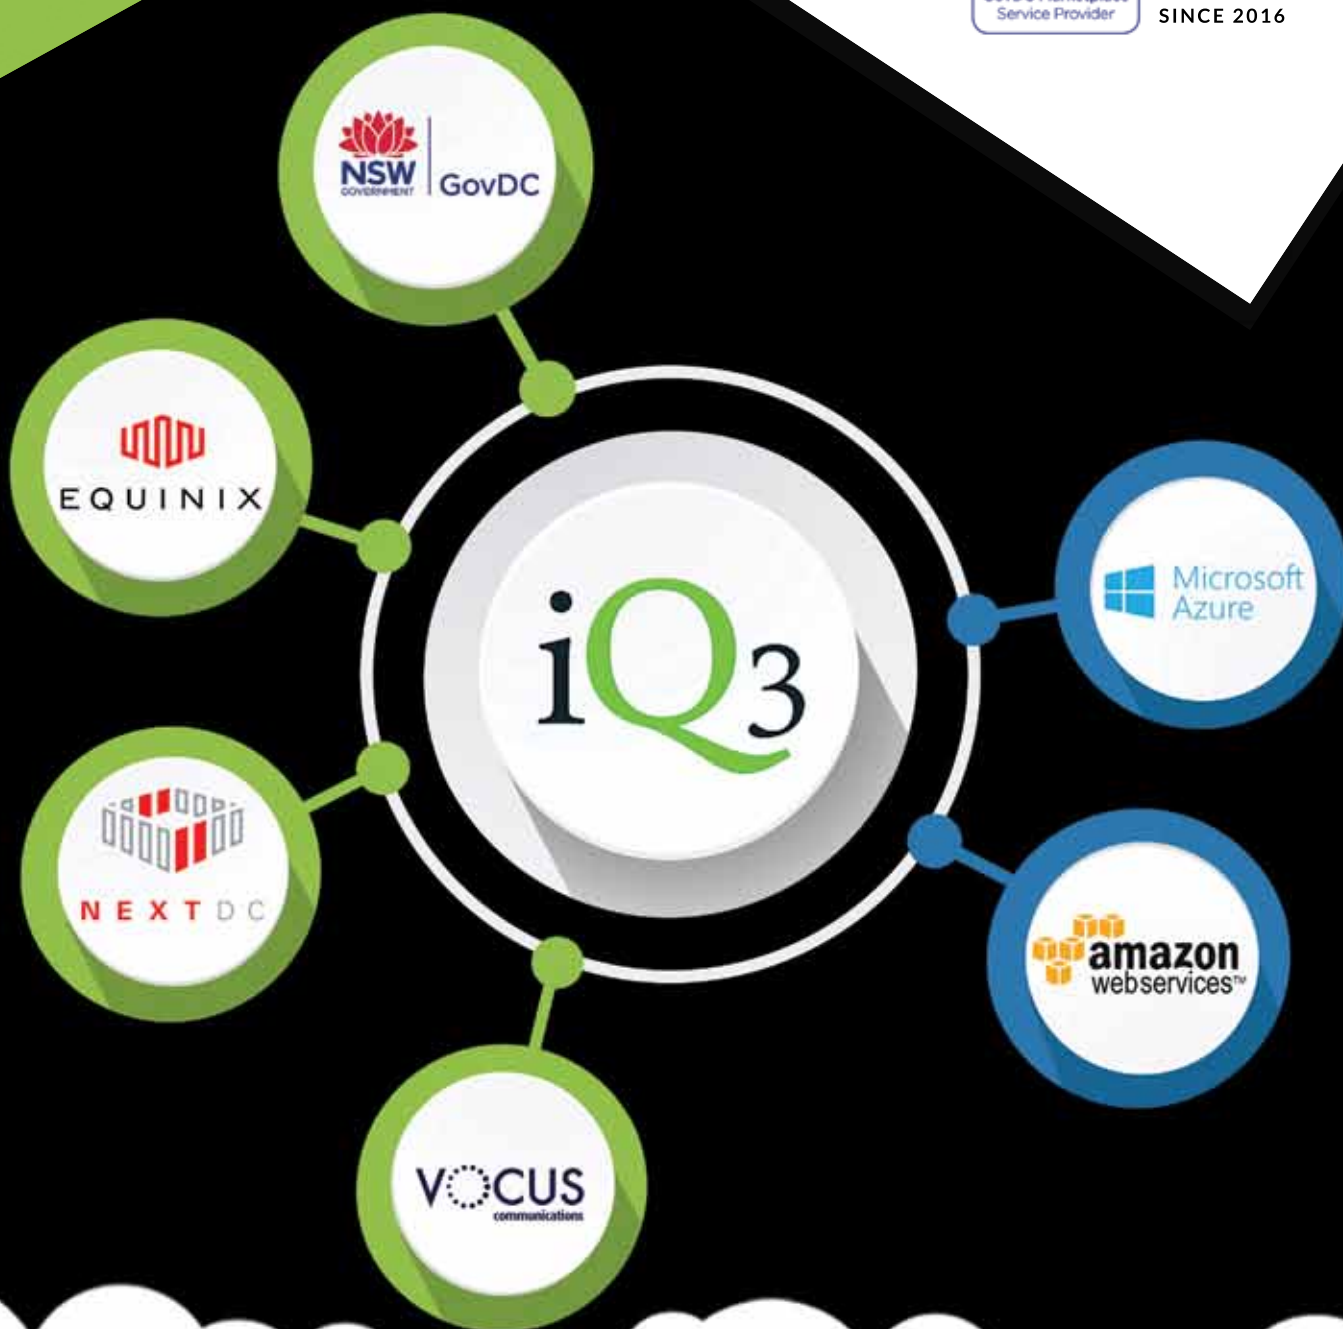 Service Provider
SINCE 2016
NSW
GOVERNMENT
GovDC
EQUINIX
iQ3
Microsoft
Azure
NEXTDC
amazon
webservices™
VOCUS
communications